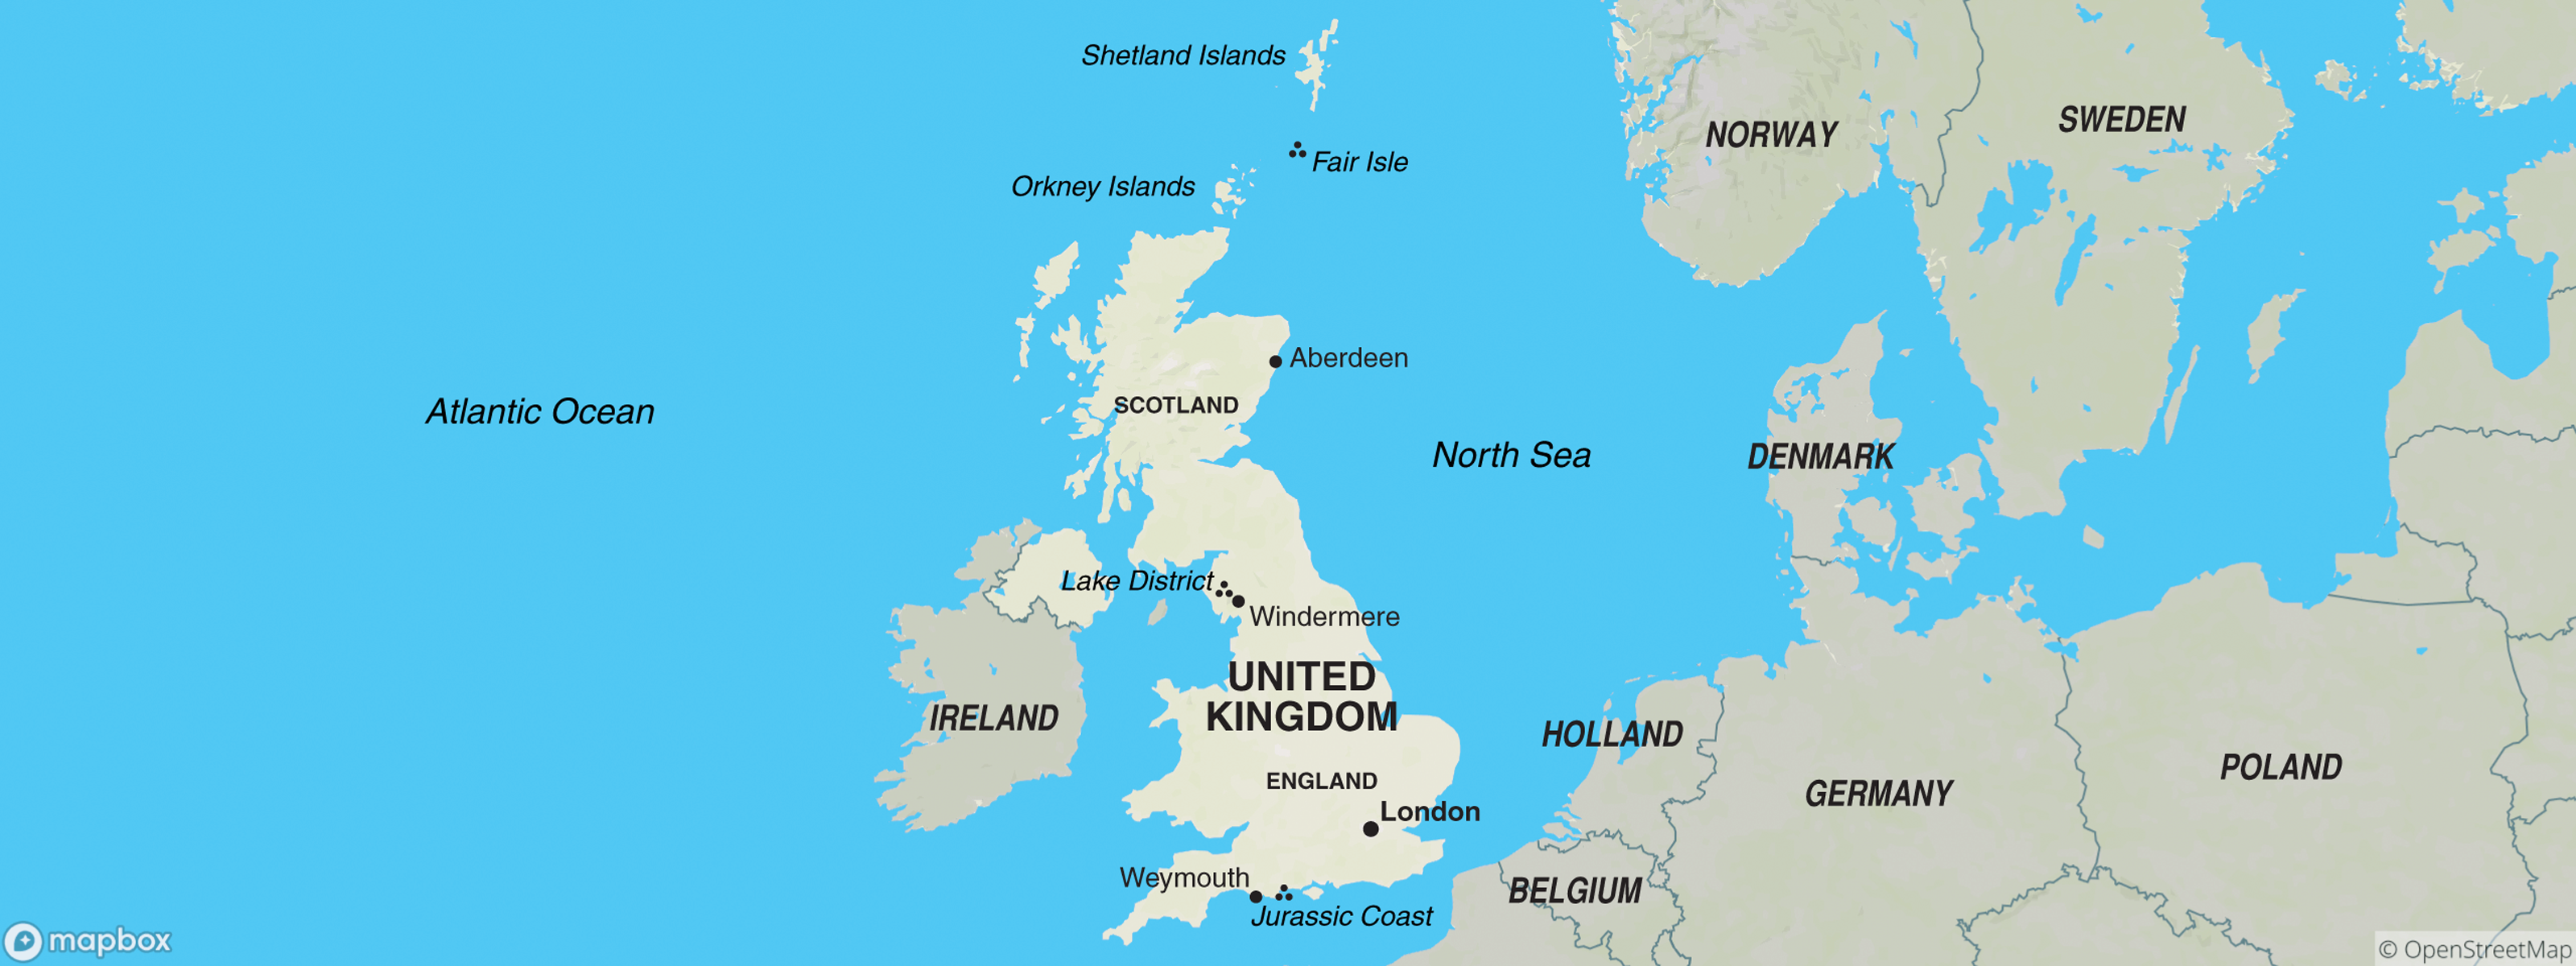 Shetland Islands
NORWAY
SWEDEN
Fair Isle
Orkney Islands
Aberdeen
SCOTLAND
Atlantic Ocean
North Sea
DENMARK
Lake District
Windermere
UNITED
KINGDOM
IRELAND
HOLLAND
ENGLAND
London
GERMANY
POLAND
Weymouth
BELGIUM
Jurassic Coast
mapbox
© OpenStreetMap